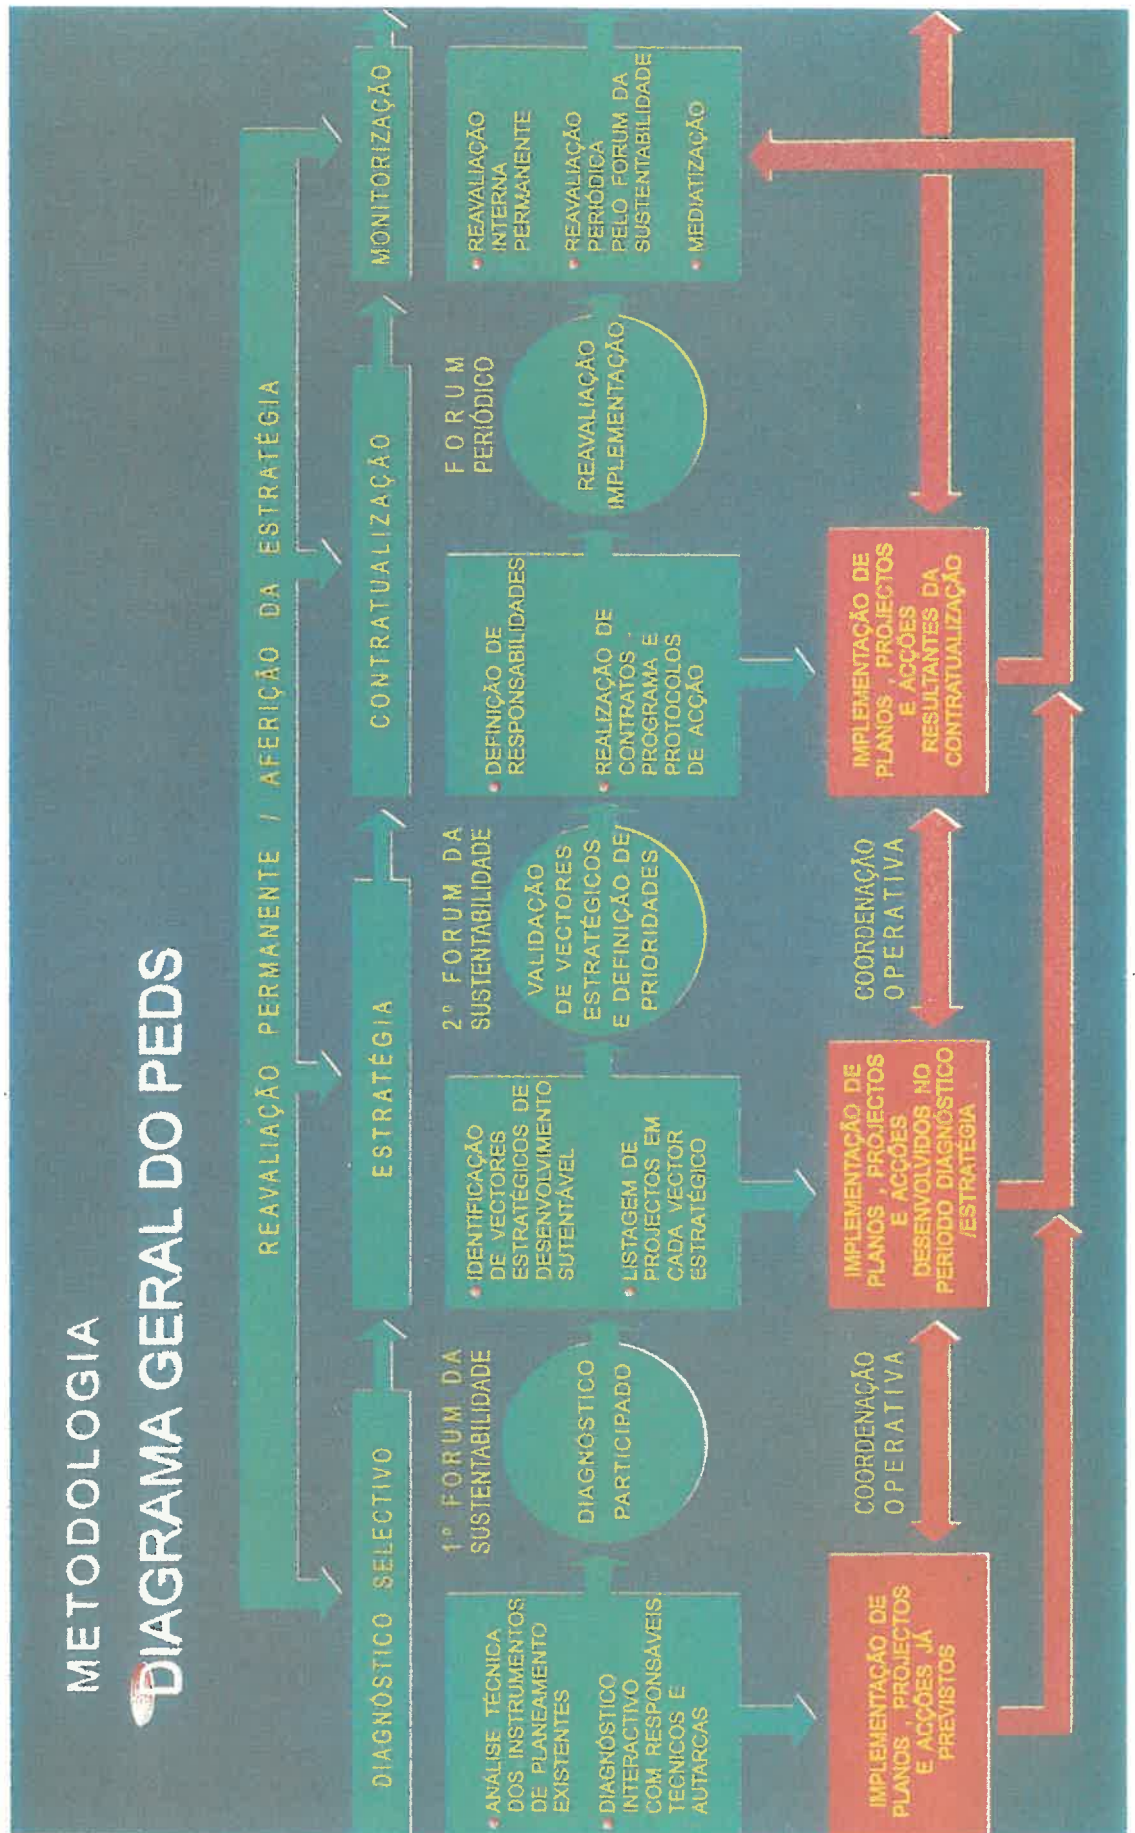 METODOLOGIA
DIAGRAMA GERAL DO PEDS
REAVALIAÇÃO PERMANENTE / AFERIÇÃO DA ESTRATÉGIA
DIAGNÓSTICO SELECTIVO
ESTRATÉGIA
CONTRATUALIZAÇÃO
MONITORIZAÇÃO
• ANÁLISE TÉCNICA
DOS INSTRUMENTOS
DE PLANEAMENTO
EXISTENTES
• DIAGNÓSTICO
INTERACTIVO
COM RESPONSÁVEIS
TECNICOS E
AUTARCAS
1º FORUM DA
SUSTENTABILIDADE
DIAGNOSTICO
PARTICIPADO
• IDENTIFICAÇÃO
DE VECTORES
ESTRATÉGICOS DE
DESENVOLVIMENTO
SUTENTÁVEL
• LISTAGEM DE
PROJECTOS EM
CADA VECTOR
ESTRATÉGICO
2º FORUM DA
SUSTENTABILIDADE
VALIDAÇÃO
DE VECTORES
ESTRATÉGICOS
E DEFINIÇÃO DE
PRIORIDADES
• DEFINIÇÃO DE
RESPONSABILIDADES
• REALIZAÇÃO DE
CONTRATOS .
PROGRAMA E
PROTOCOLOS
DE ACÇÃO
FORUM
PERIÓDICO
REAVALIAÇÃO
IMPLEMENTAÇÃO
• REAVALIAÇÃO
INTERNA
PERMANENTE
• REAVALIAÇÃO
PERIÓDICA
PELO FORUM DA
SUSTENTABILIDADE
• MEDIATIZAÇÃO
IMPLEMENTAÇÃO DE
PLANOS , PROJECTOS
E ACÇÕES JÁ
PREVISTOS
COORDENAÇÃO
OPERATIVA
IMPLEMENTAÇÃO DE
PLANOS , PROJECTOS
E ACÇÕES
DESENVOLVIDOS NO
PERIODO DIAGNÓSTICO
/ESTRATÉGIA
COORDENAÇÃO
OPERATIVA
IMPLEMENTAÇÃO DE
PLANOS , PROJECTOS
E ACÇÕES
RESULTANTES DA
CONTRATUALIZAÇÃO